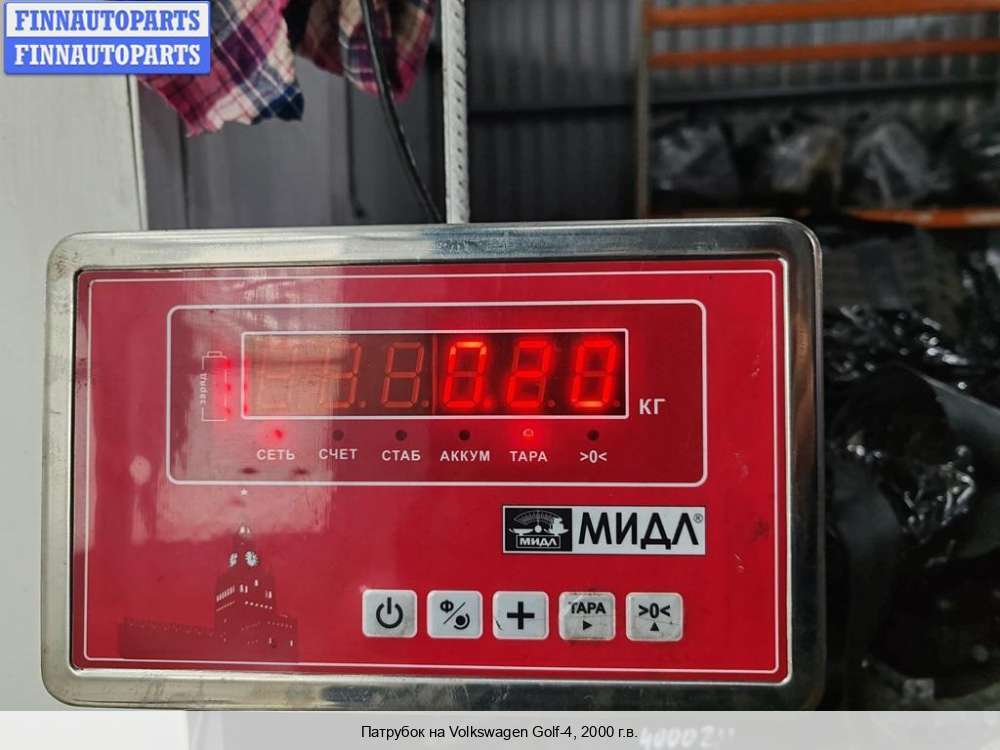 FINNAUTOPARTS
FINNAUTOPARTS
заряд
0.20
КГ
СЕТЬ СЧЕТ СТАБ АККУМ ТАРА >0<
МИДЛ МИДЛ®
Ф/ + ТАРА >0<
Патрубок на Volkswagen Golf-4, 2000 г.в.